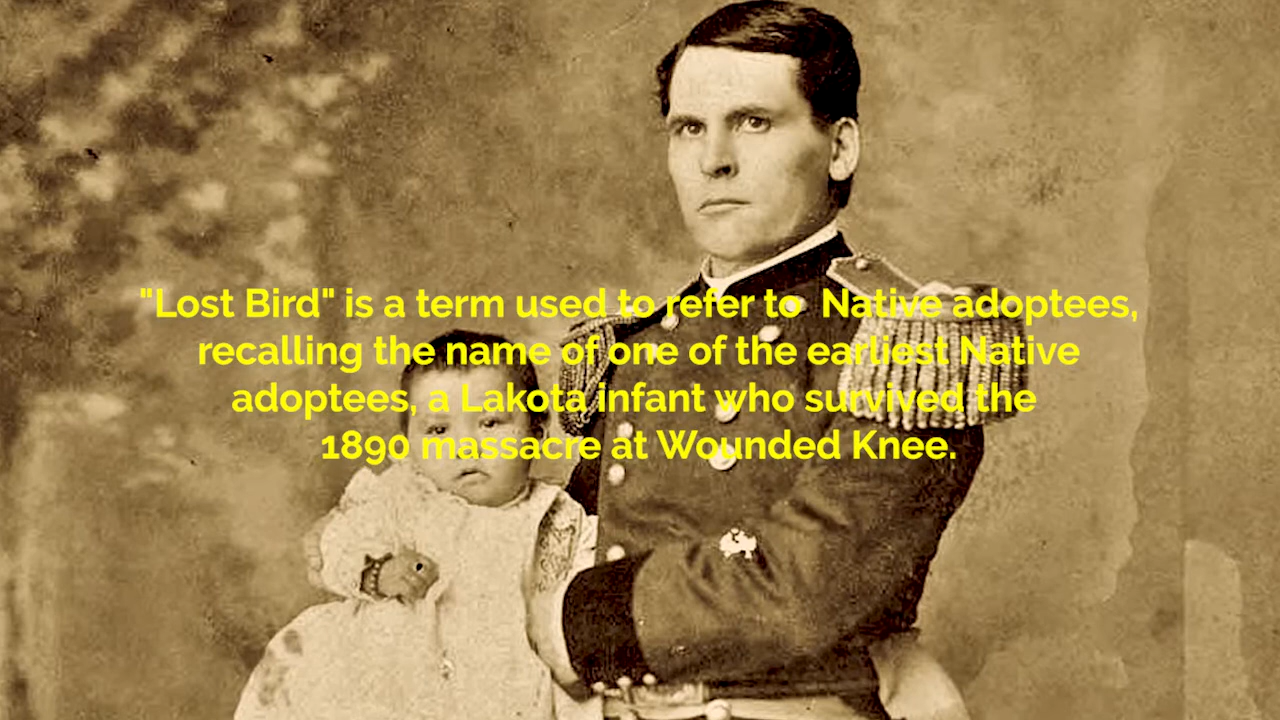 "Lost Bird" is a term used to refer to  Native adoptees,
recalling the name of one of the earliest Native
adoptees, a Lakota infant who survived the
1890 massacre at Wounded Knee.